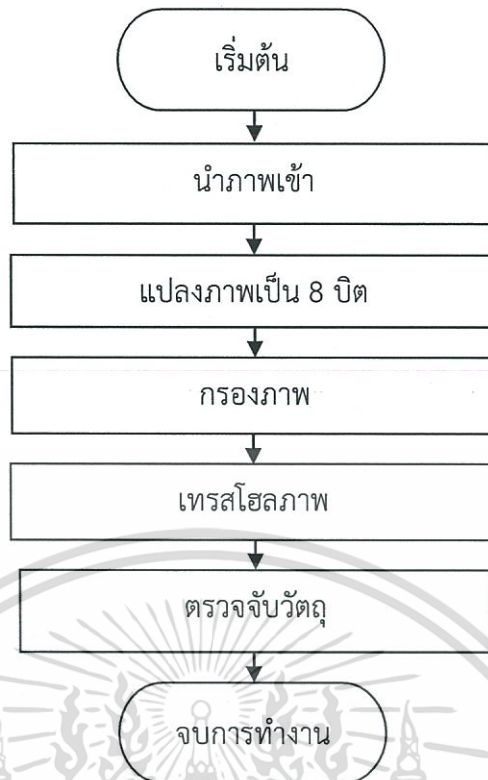 เริ่มต้น
นำภาพเข้า
แปลงภาพเป็น 8 บิต
กรองภาพ
เทรสโฮลภาพ
ตรวจจับวัตถุ
จบการทำงาน